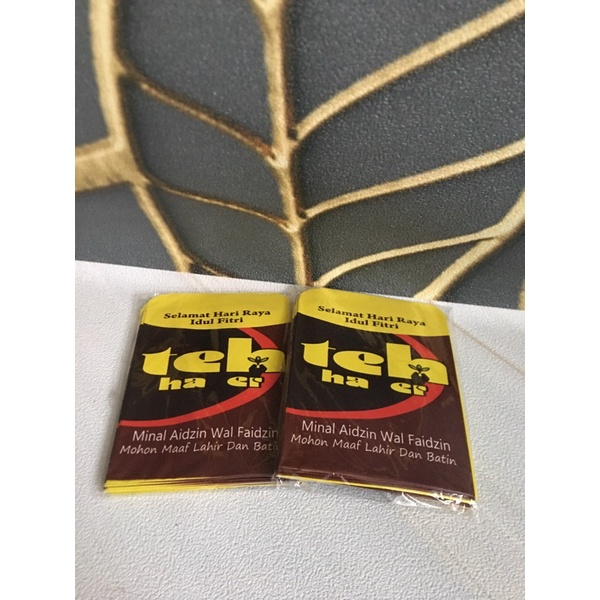 Selamat Hari Raya
Idul Fitri
teh
ha er
Minal Aidzin Wal Faidzin
Mohon Maaf Lahir Dan Batin
Selamat Hari Raya
Idul Fitri
teh
ha er
Minal Aidzin Wal Faidzin
Mohon Maaf Lahir Dan Batin